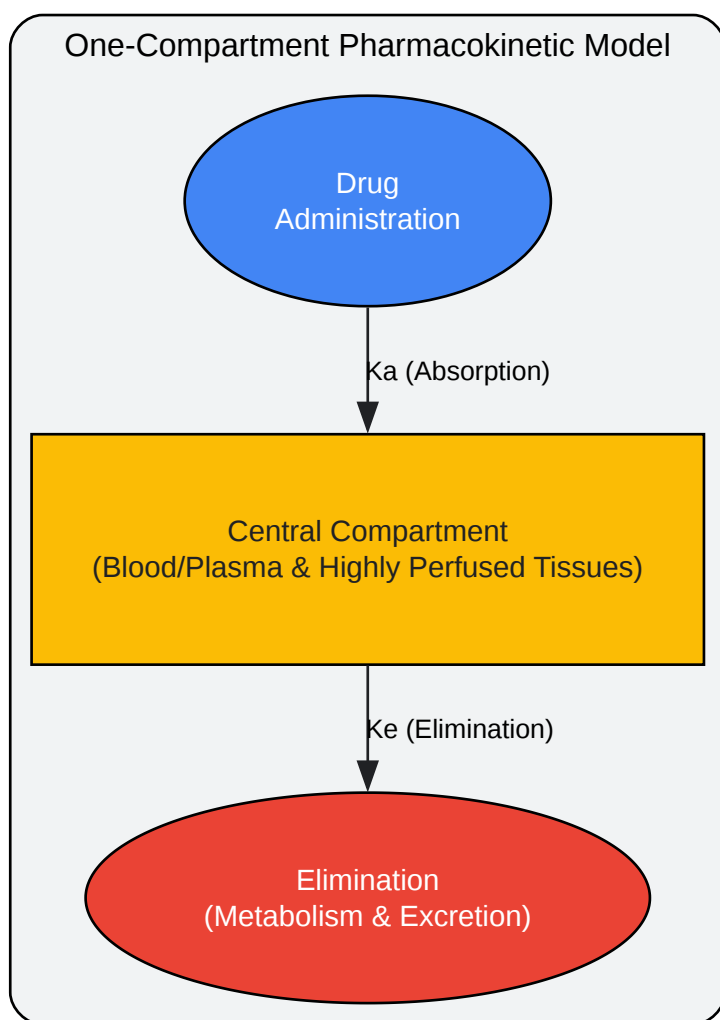 One-Compartment Pharmacokinetic Model
Drug
Administration
Ka (Absorption)
Central Compartment
(Blood/Plasma & Highly Perfused Tissues)
Ke (Elimination)
Elimination
(Metabolism & Excretion)